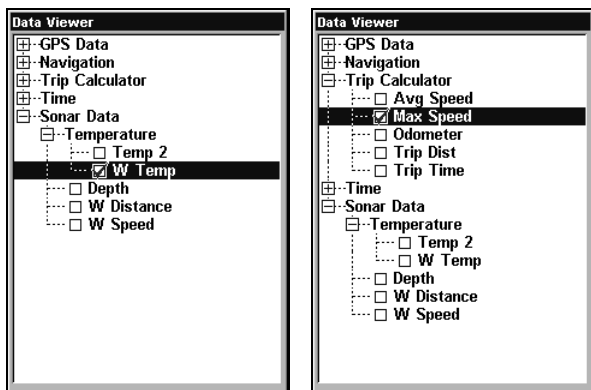 Data Viewer
GPS Data
Navigation
Trip Calculator
Time
Sonar Data
Temperature
Temp 2
W Temp
Depth
W Distance
W Speed
Data Viewer
GPS Data
Navigation
Trip Calculator
Avg Speed
Max Speed
Odometer
Trip Dist
Trip Time
Time
Sonar Data
Temperature
Temp 2
W Temp
Depth
W Distance
W Speed